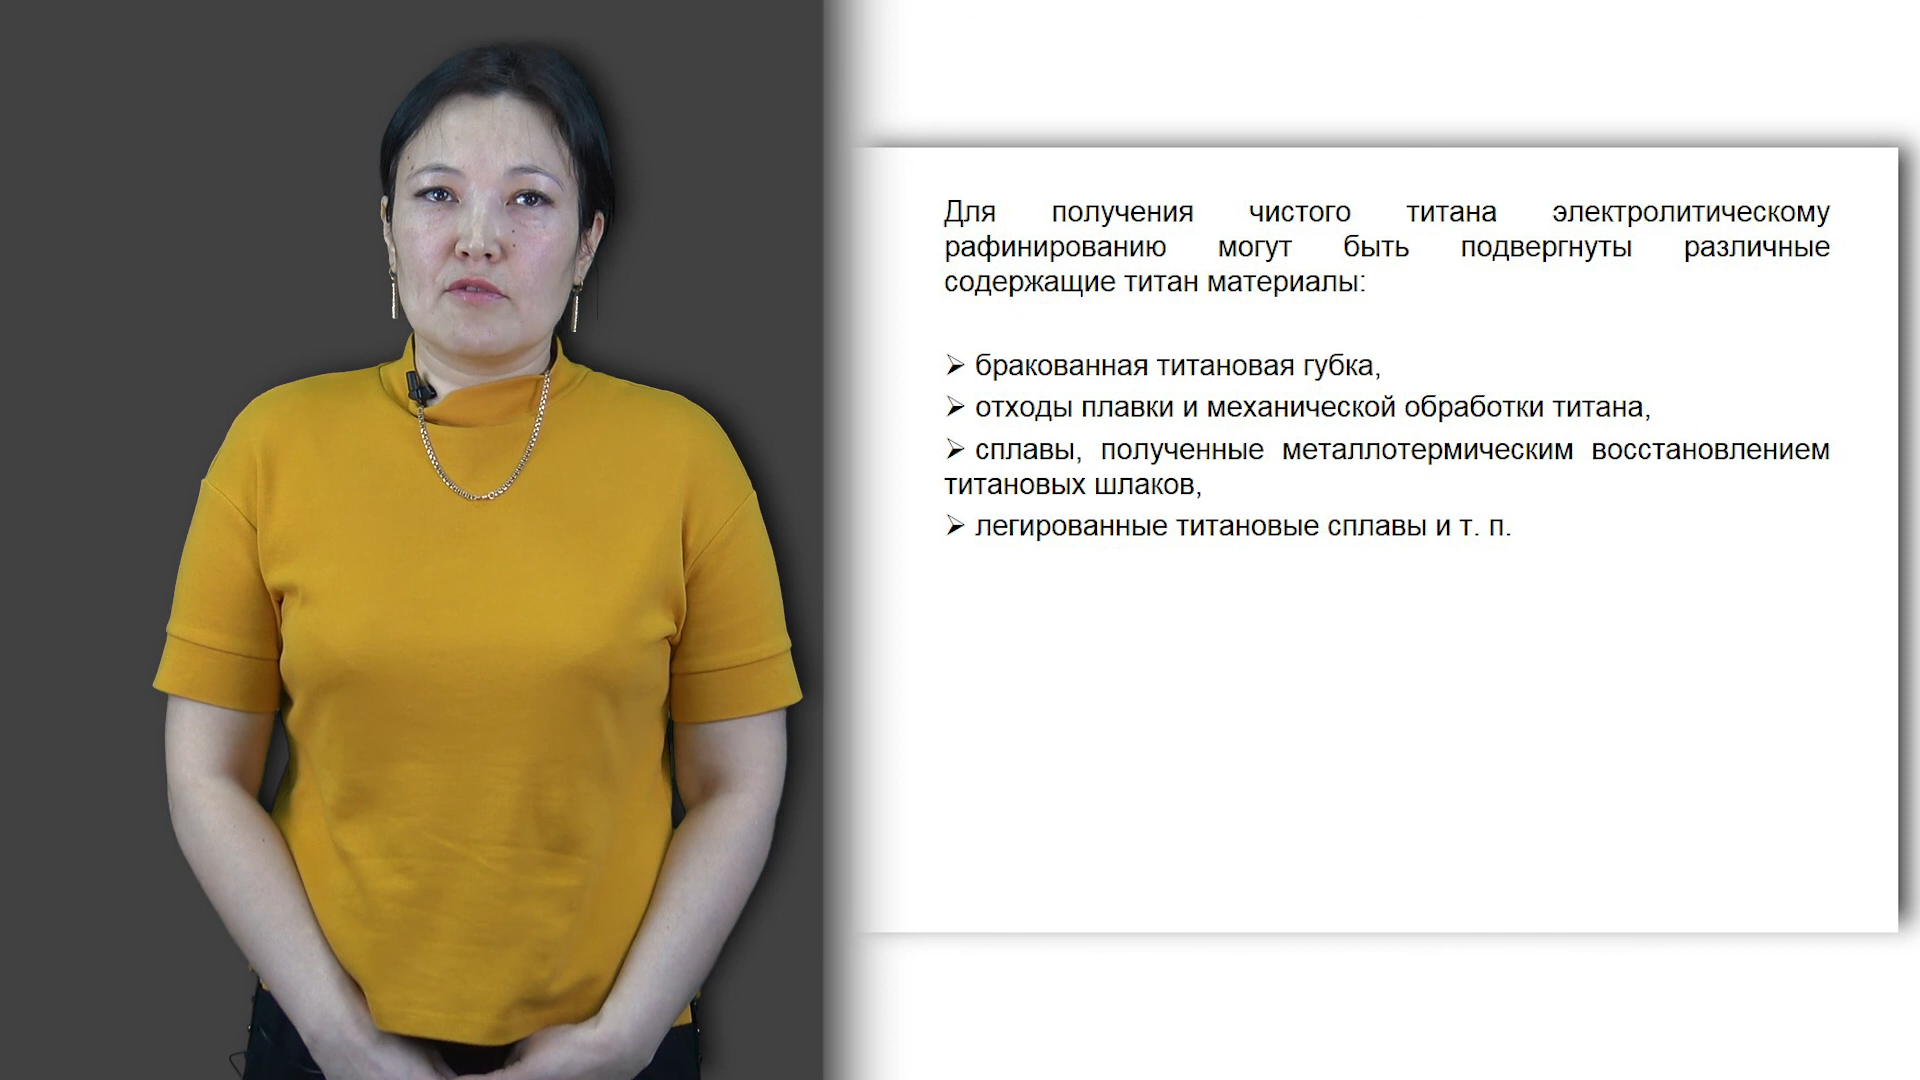 Для получения чистого титана электролитическому
рафинированию могут быть подвергнуты различные
содержащие титан материалы:
➢ бракованная титановая губка,
➢ отходы плавки и механической обработки титана,
➢ сплавы, полученные металлотермическим восстановлением
титановых шлаков,
➢ легированные титановые сплавы и т. п.